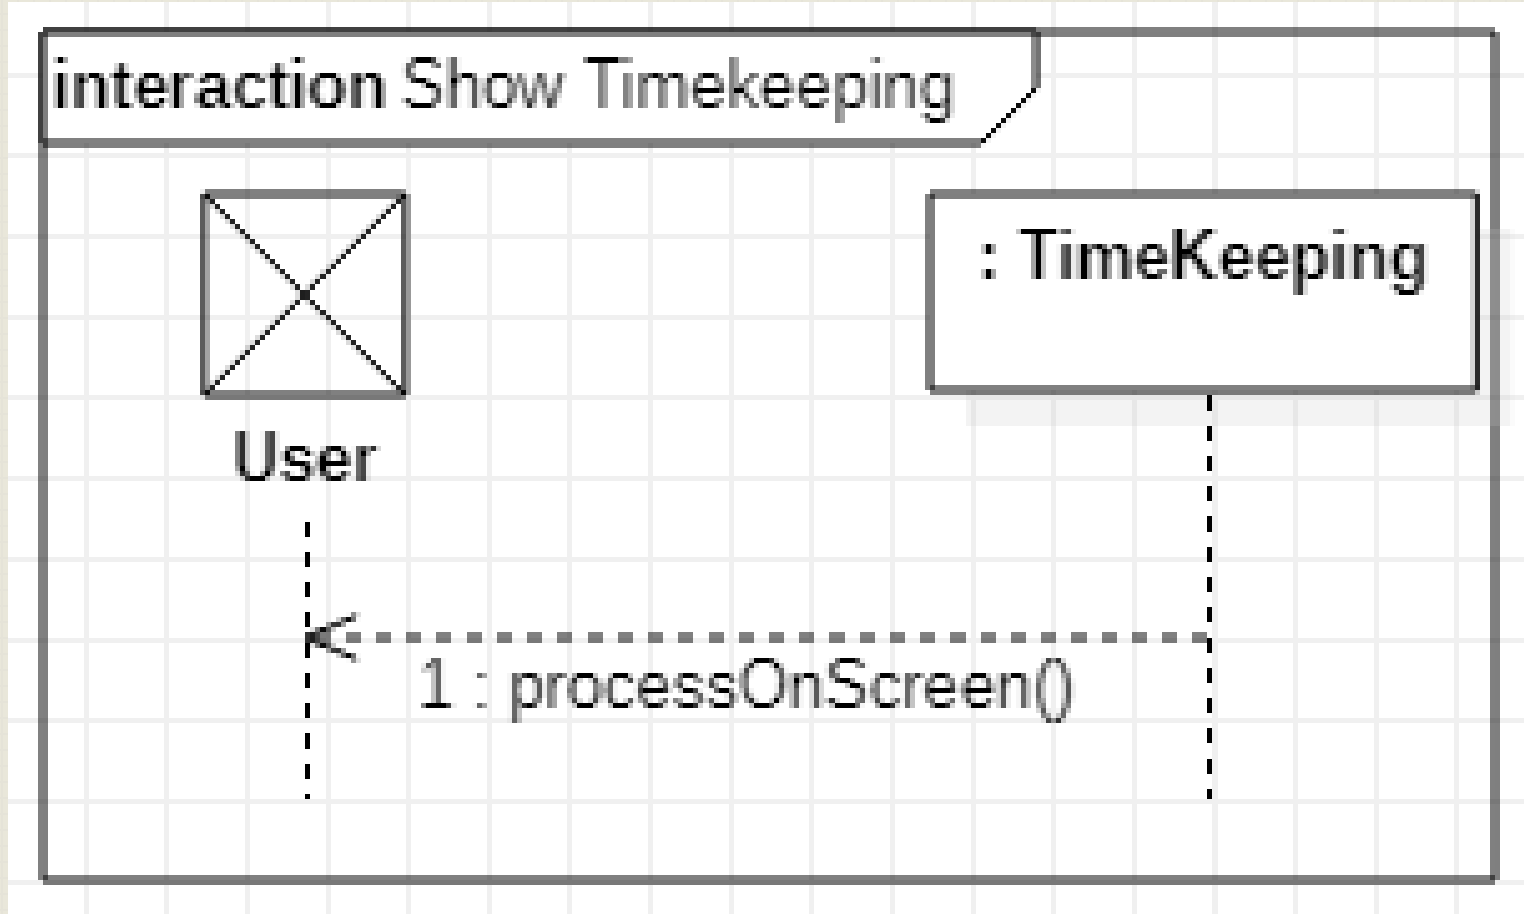 interaction Show Timekeeping
: TimeKeeping
User
1 : processOnScreen()